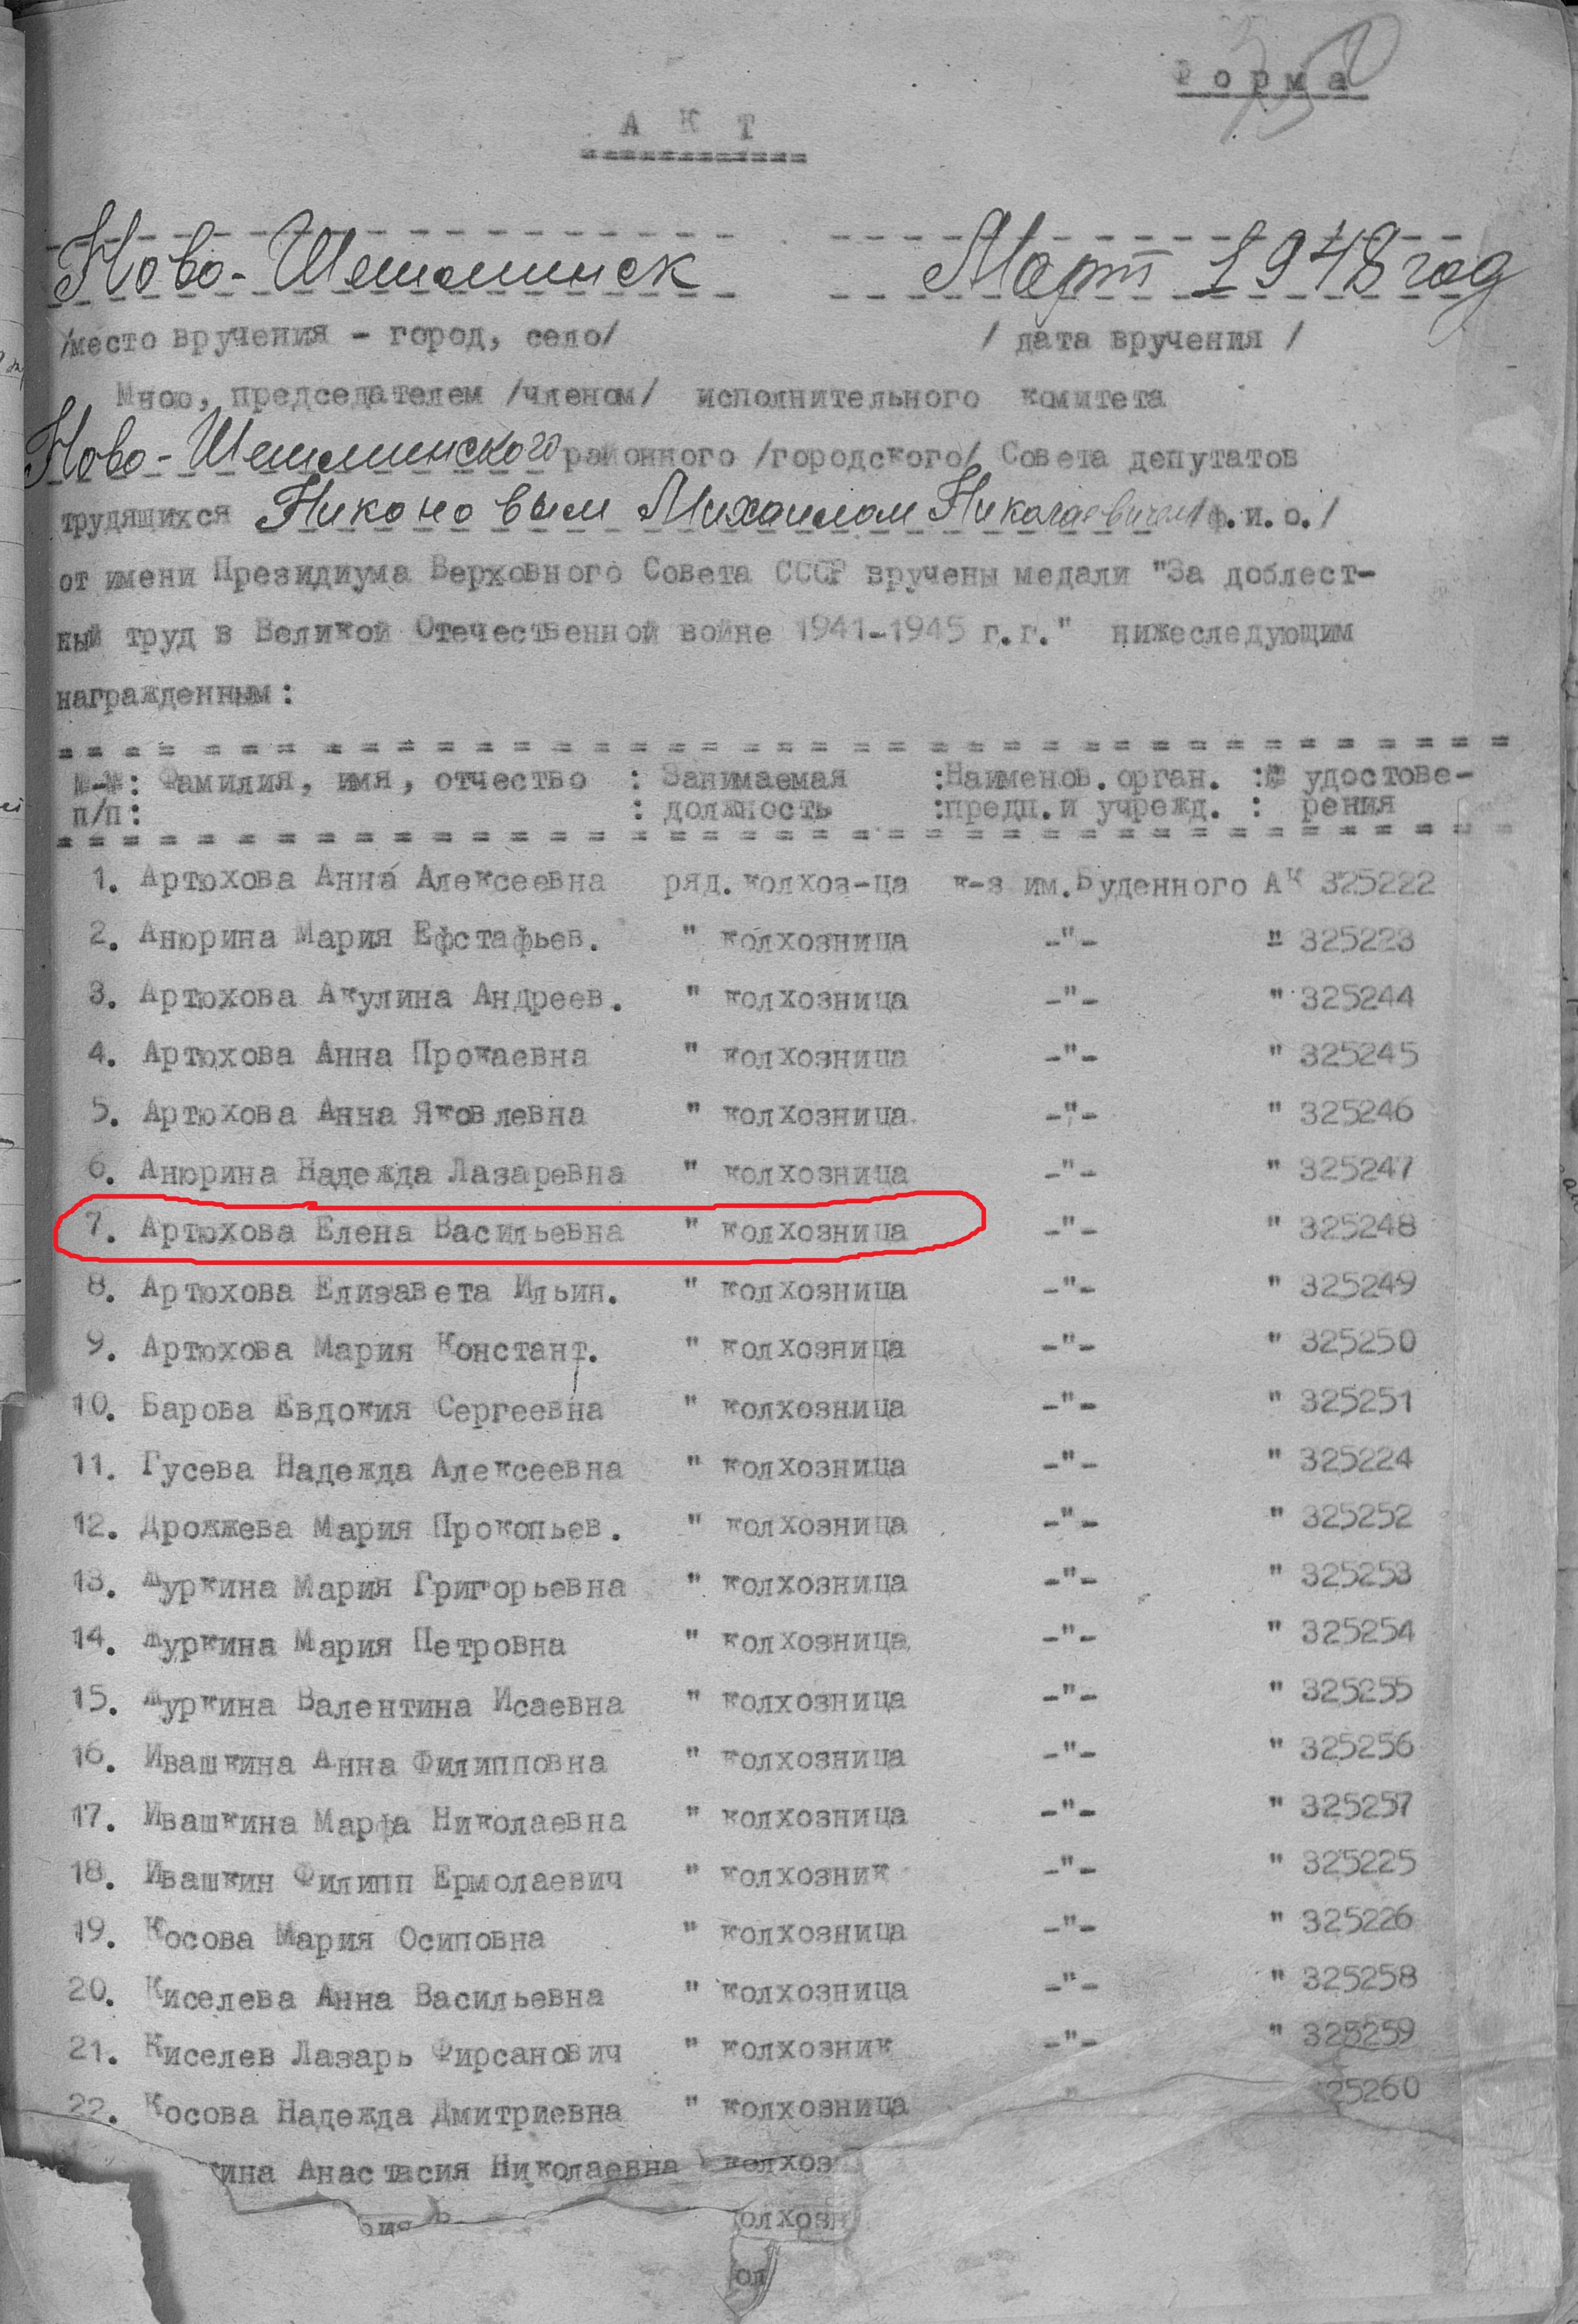 Форма
А К Т
Ново-Шешминск Март 1948 год
/место вручения - город, село/ / дата вручения /
Мною, председателем /членом/ исполнительного комитета
Ново-Шешминского районного /городского/ Совета депутатов
трудящихся Никоновым Михаилом Николаевичем /ф.и.о./
от имени Президиума Верховного Совета СССР вручены медали "За доблест-
ный труд в Великой Отечественной войне 1941-1945 г.г." нижеследующим
награжденным:
№-№: Фамилия, имя, отчество : Занимаемая :Наименов.орган. :№ удостове-
п/п: : должность :предп.и учрежд. : рения
1. Артюхова Анна Алексеевна ряд.колхоз-ца к-з им.Буденного АК 325222
2. Анюрина Мария Ефстафьев. " колхозница -"- " 325223
3. Артюхова Акулина Андреев. " колхозница -"- " 325244
4. Артюхова Анна Прокаевна " колхозница -"- " 325245
5. Артюхова Анна Яковлевна " колхозница -"- " 325246
6. Анюрина Надежда Лазаревна " колхозница -"- " 325247
7. Артюхова Елена Васильевна " колхозница -"- " 325248
8. Артюхова Елизавета Ильин. " колхозница -"- " 325249
9. Артюхова Мария Констант. " колхозница -"- " 325250
10. Барова Евдокия Сергеевна " колхозница -"- " 325251
11. Гусева Надежда Алексеевна " колхозница -"- " 325224
12. Дрожжева Мария Прокопьев. " колхозница -"- " 325252
13. Журкина Мария Григорьевна " колхозница -"- " 325253
14. Журкина Мария Петровна " колхозница -"- " 325254
15. Журкина Валентина Исаевна " колхозница -"- " 325255
16. Ивашкина Анна Филипповна " колхозница -"- " 325256
17. Ивашкина Марфа Николаевна " колхозница -"- " 325257
18. Ивашкин Филипп Ермолаевич " колхозник -"- " 325225
19. Косова Мария Осиповна " колхозница -"- " 325226
20. Киселева Анна Васильевна " колхозница -"- " 325258
21. Киселев Лазарь Фирсанович " колхозник -"- " 325259
22. Косова Надежда Дмитриевна " колхозница " 25260
кина Анастасия Николаевна " колхоз
олхозн
ол